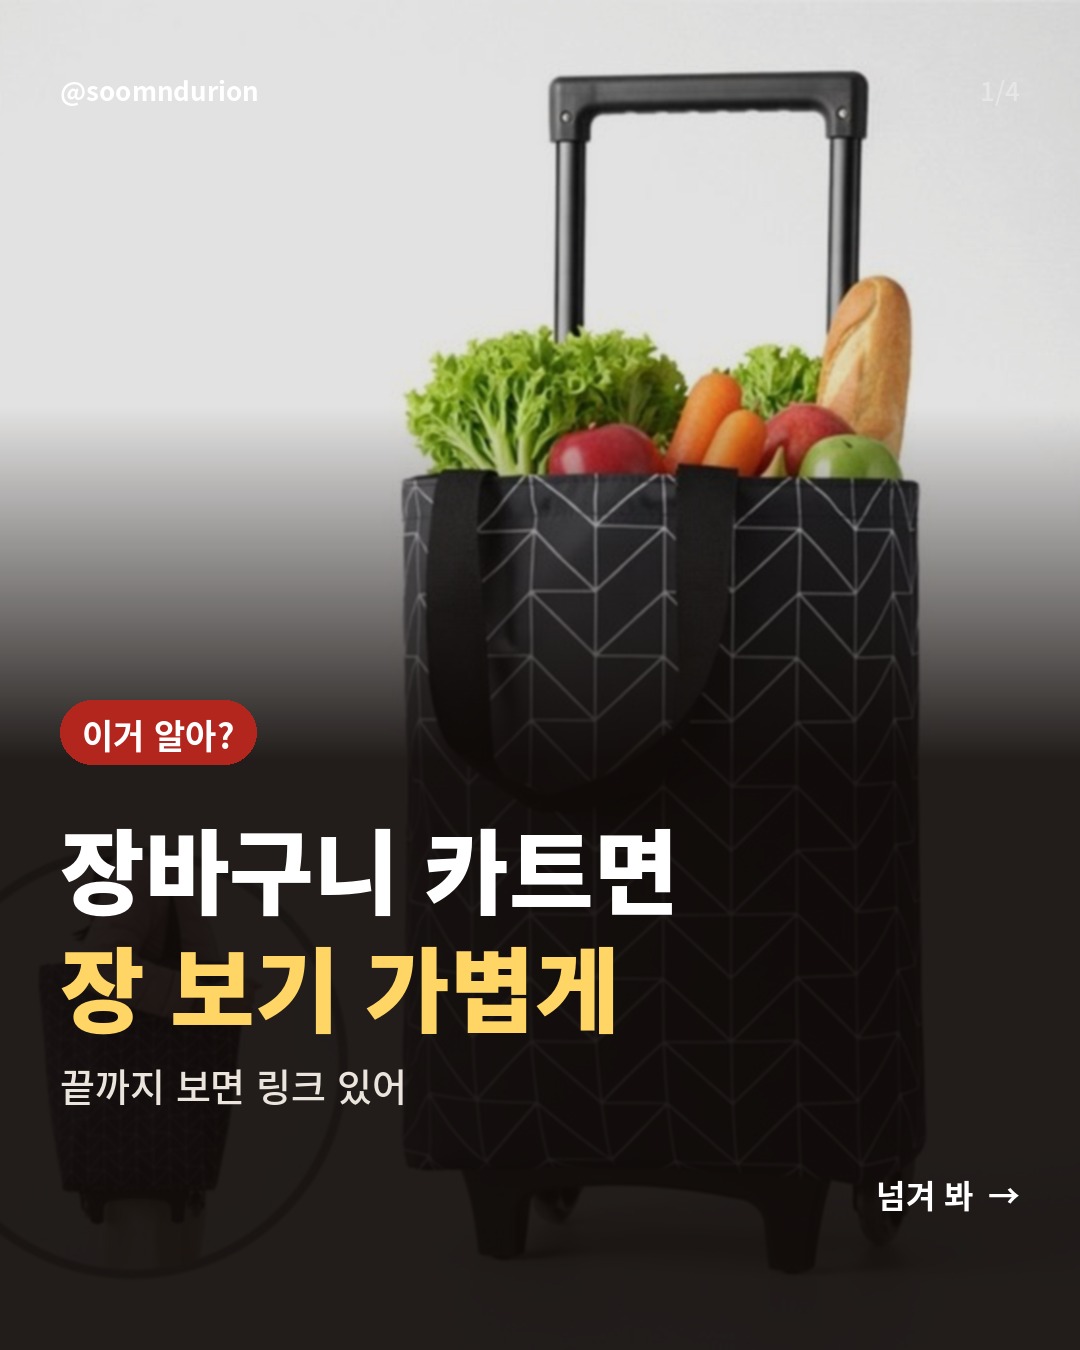 @soomndurion
1/4
이거 알아?
장바구니 카트면
장 보기 가볍게
끝까지 보면 링크 있어
넘겨 봐 →